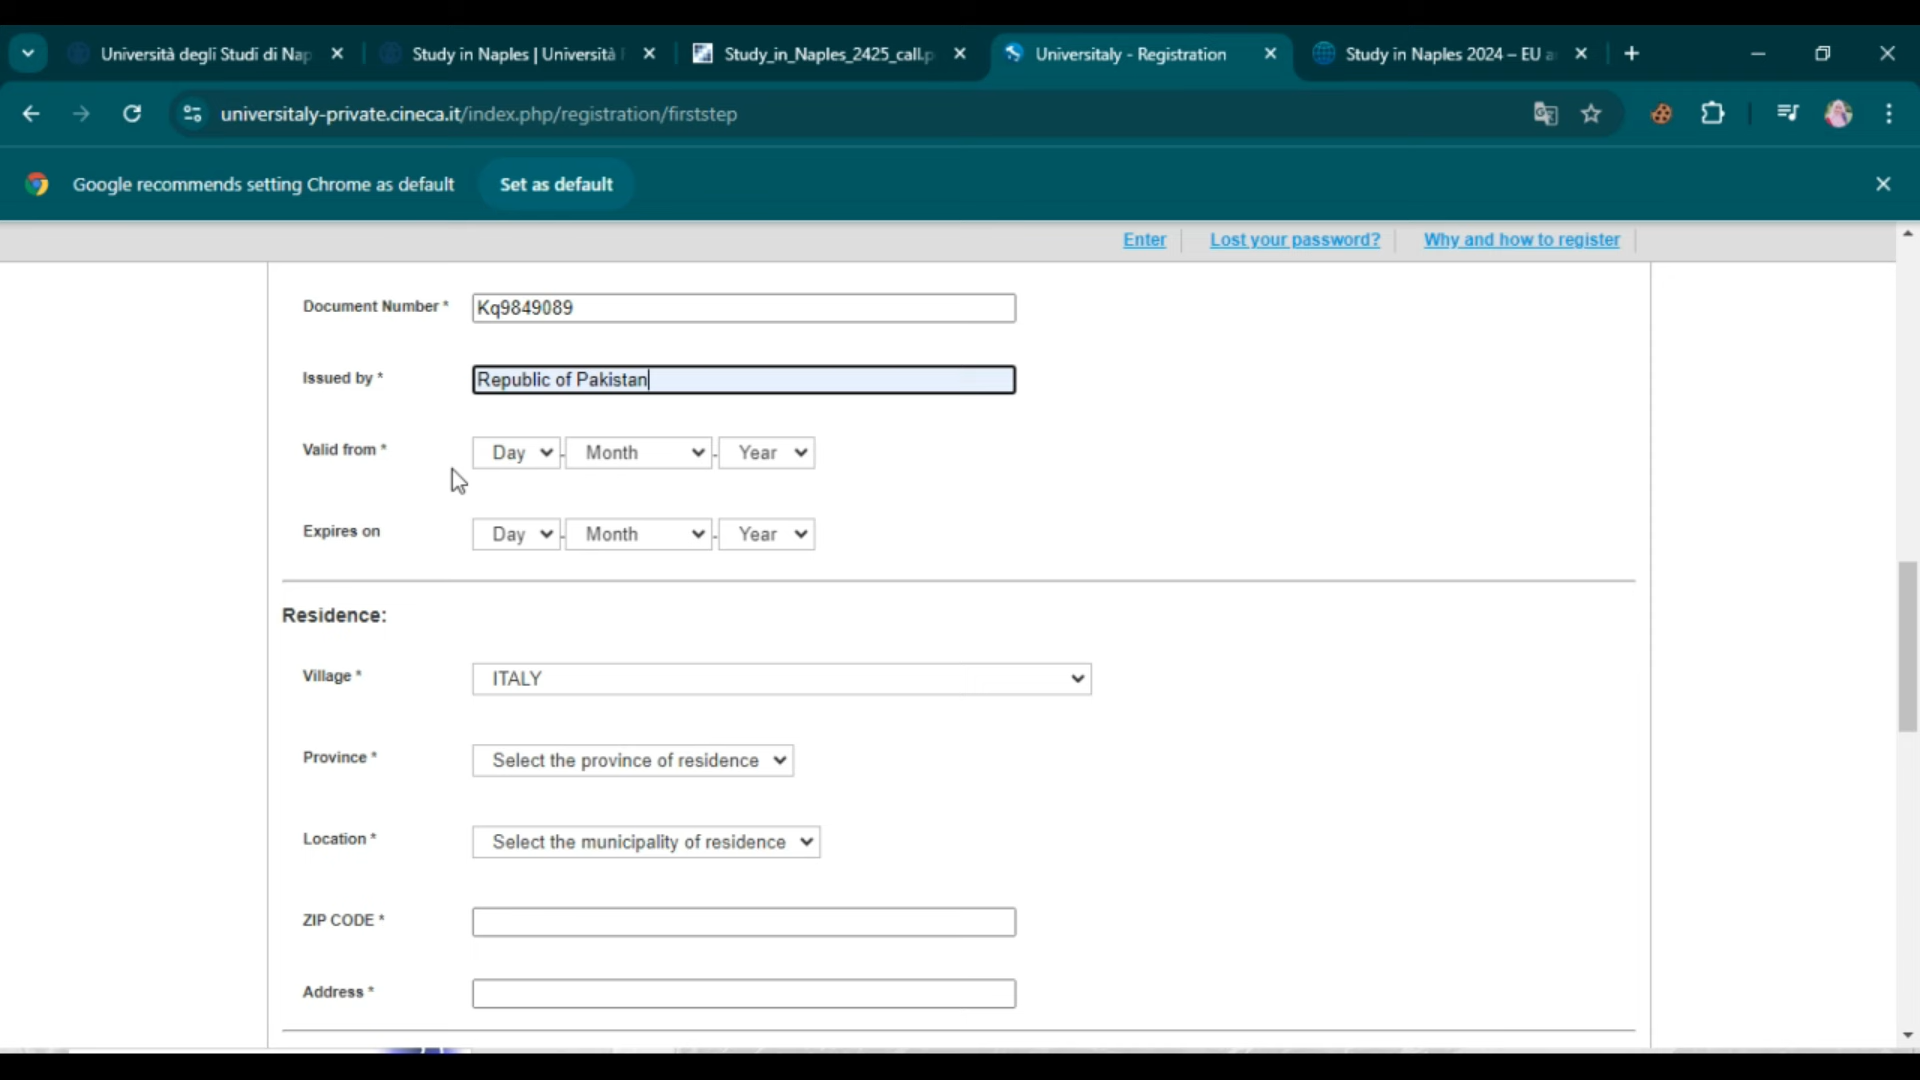 Università degli Studi di Nap
Study in Naples | Università
Study_in_Naples_2425_call.p
Universitaly - Registration
Study in Naples 2024 – EU a
universitaly-private.cineca.it/index.php/registration/firststep
Google recommends setting Chrome as default
Set as default
Enter
Lost your password?
Why and how to register
Document Number *
Kq9849089
Issued by *
Republic of Pakistan
Valid from *
Day - Month - Year
Expires on
Day - Month - Year
Residence:
Village *
ITALY
Province *
Select the province of residence
Location *
Select the municipality of residence
ZIP CODE *
Address *